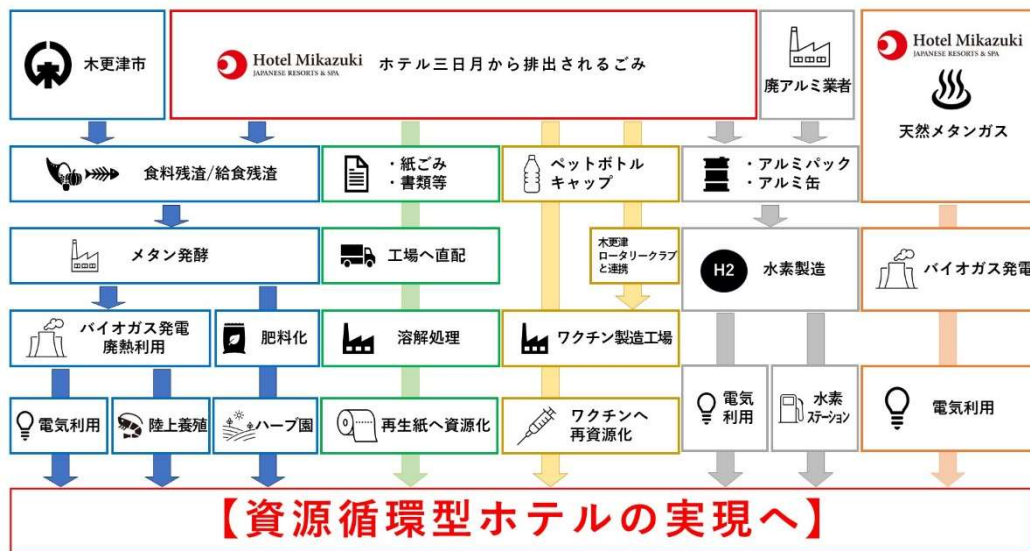 木更津市
Hotel Mikazuki
JAPANESE RESORTS & SPA
ホテル三日月から排出されるごみ
廃アルミ業者
Hotel Mikazuki
JAPANESE RESORTS & SPA
天然メタンガス
食料残渣/給食残渣
・紙ごみ
・書類等
ペットボトル
キャップ
・アルミパック
・アルミ缶
メタン発酵
工場へ直配
木更津
ロータリークラブ
と連携
H2
水素製造
バイオガス発電
バイオガス発電
廃熱利用
肥料化
溶解処理
ワクチン製造工場
電気利用
陸上養殖
ハーブ園
再生紙へ資源化
ワクチンへ
再資源化
電気
利用
水素
ステーション
電気利用
【資源循環型ホテルの実現へ】